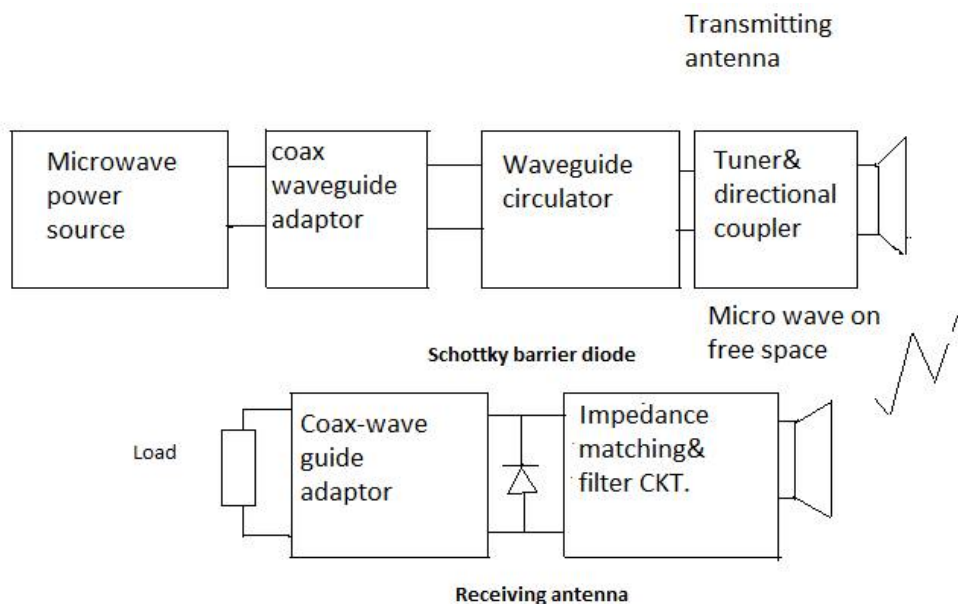 Transmitting
antenna
Microwave
power
source
coax
waveguide
adaptor
Waveguide
circulator
Tuner&
directional
coupler
Micro wave on
free space
Schottky barrier diode
Load
Coax-wave
guide
adaptor
Impedance
matching&
filter CKT.
Receiving antenna